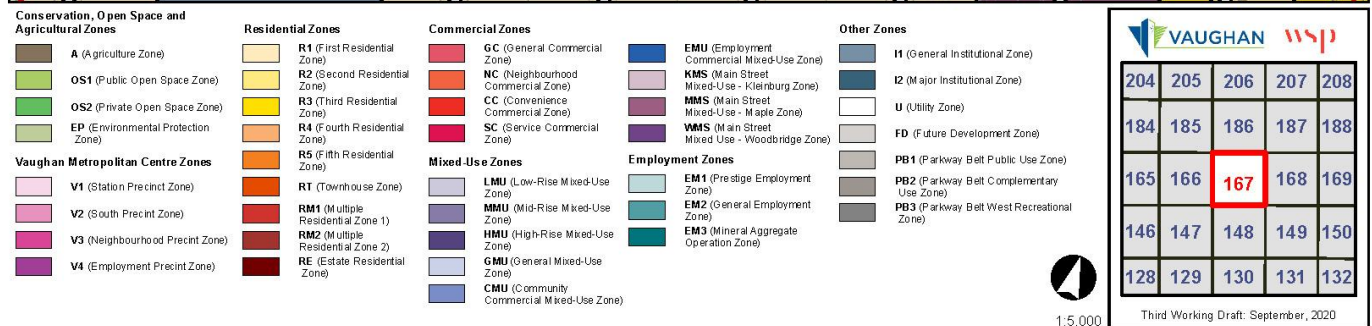 Conservation, Open Space and
Agricultural Zones
A (Agriculture Zone)
OS1 (Public Open Space Zone)
OS2 (Private Open Space Zone)
EP (Environmental Protection
Zone)
Vaughan Metropolitan Centre Zones
V1 (Station Precinct Zone)
V2 (South Precint Zone)
V3 (Neighbourhood Precint Zone)
V4 (Employment Precint Zone)
Residential Zones
R1 (First Residential
Zone)
R2 (Second Residential
Zone)
R3 (Third Residential
Zone)
R4 (Fourth Residential
Zone)
R5 (Fifth Residential
Zone)
RT (Townhouse Zone)
RM1 (Multiple
Residential Zone 1)
RM2 (Multiple
Residential Zone 2)
RE (Estate Residential
Zone)
Commercial Zones
GC (General Commercial
Zone)
NC (Neighbourhood
Commercial Zone)
CC (Convenience
Commercial Zone)
SC (Service Commercial
Zone)
Mixed-Use Zones
LMU (Low-Rise Mixed-Use
Zone)
MMU (Mid-Rise Mixed-Use
Zone)
HMU (High-Rise Mixed-Use
Zone)
GMU (General Mixed-Use
Zone)
CMU (Community
Commercial Mixed-Use Zone)
EMU (Employment
Commercial Mixed-Use Zone)
KMS (Main Street
Mixed-Use - Kleinburg Zone)
MMS (Main Street
Mixed-Use - Maple Zone)
WMS (Main Street
Mixed Use - Woodbridge Zone)
Employment Zones
EM1 (Prestige Employment
Zone)
EM2 (General Employment
Zone)
EM3 (Mineral Aggregate
Operation Zone)
Other Zones
I1 (General Institutional Zone)
I2 (Major Institutional Zone)
U (Utility Zone)
FD (Future Development Zone)
PB1 (Parkway Belt Public Use Zone)
PB2 (Parkway Belt Complementary
Use Zone)
PB3 (Parkway Belt West Recreational
Zone)
1:5,000
VAUGHAN wsp
204 205 206 207 208
184 185 186 187 188
165 166 167 168 169
146 147 148 149 150
128 129 130 131 132
Third Working Draft: September, 2020